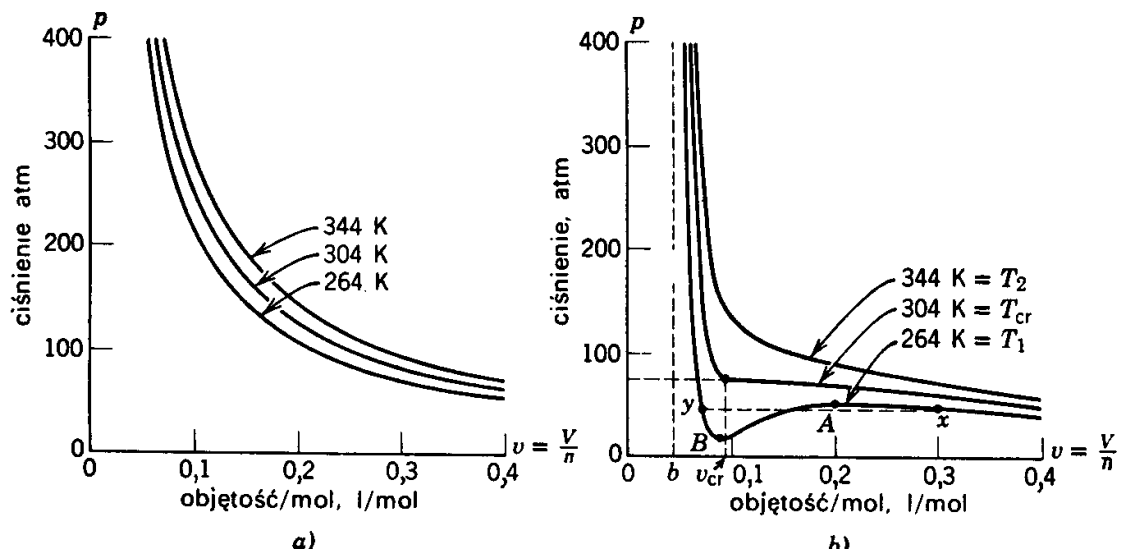 p
400
300
200
100
0
ciśnienie atm
344 K
304 K
264 K
0
0,1
0,2
0,3
0,4
v = V/n
objętość/mol, l/mol
a)
p
400
300
200
100
0
ciśnienie, atm
344 K = T₂
304 K = Tcr
264 K = T₁
y
B
A
x
0
b
vcr
0,1
0,2
0,3
0,4
v = V/n
objętość/mol, l/mol
b)